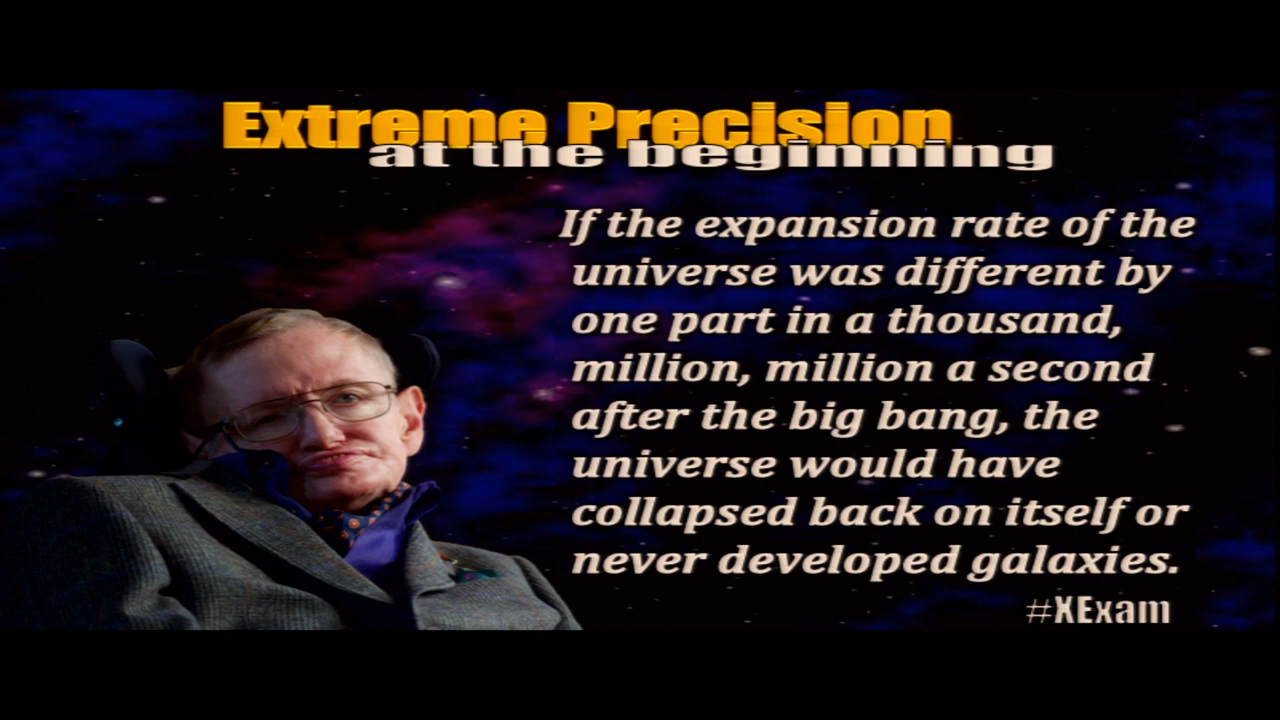 Extreme Precision
at the beginning
If the expansion rate of the
universe was different by
one part in a thousand,
million, million a second
after the big bang, the
universe would have
collapsed back on itself or
never developed galaxies.
#XExam